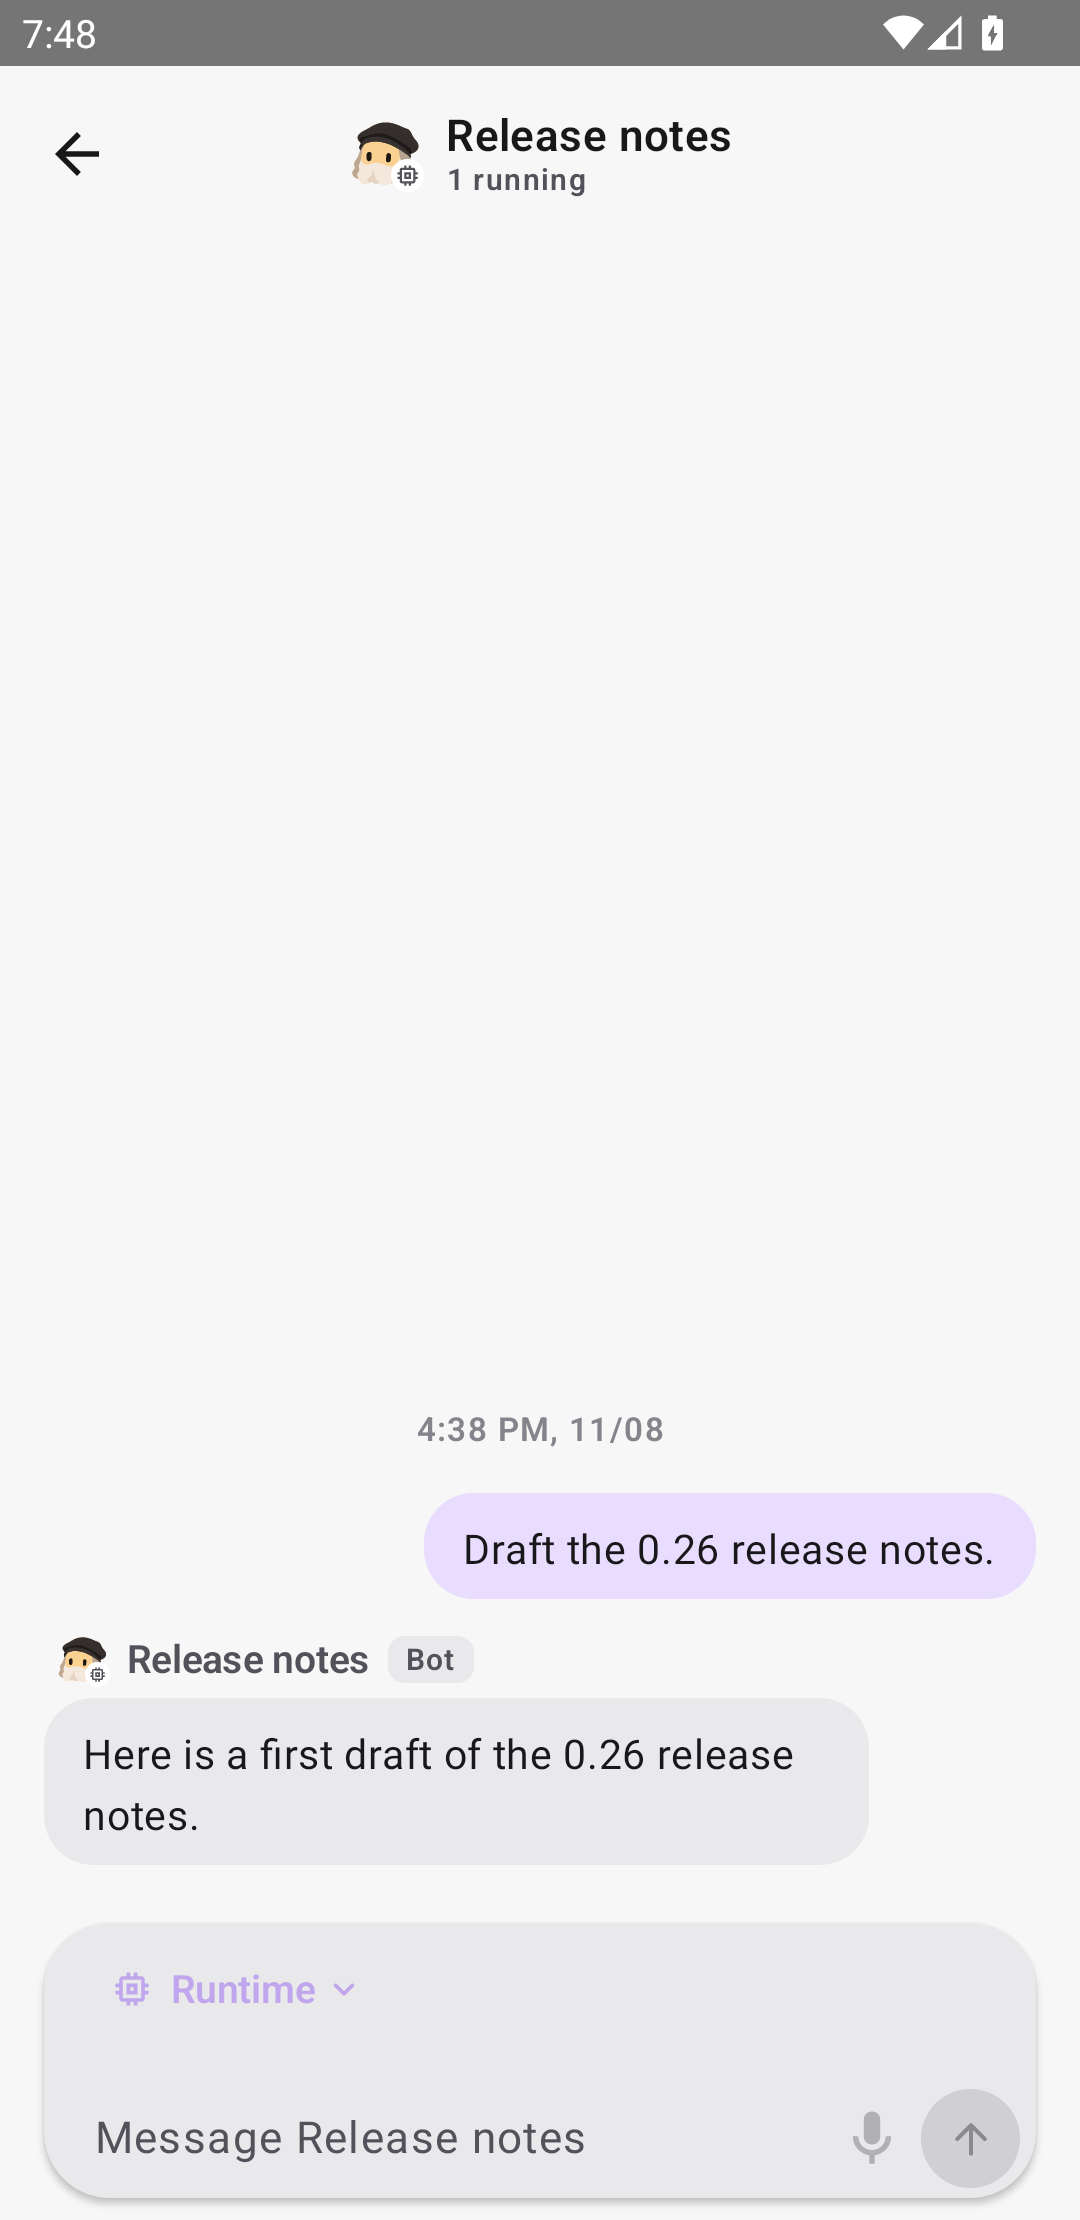 7:48
Release notes
1 running
4:38 PM, 11/08
Draft the 0.26 release notes.
Release notes Bot
Here is a first draft of the 0.26 release
notes.
Runtime
Message Release notes